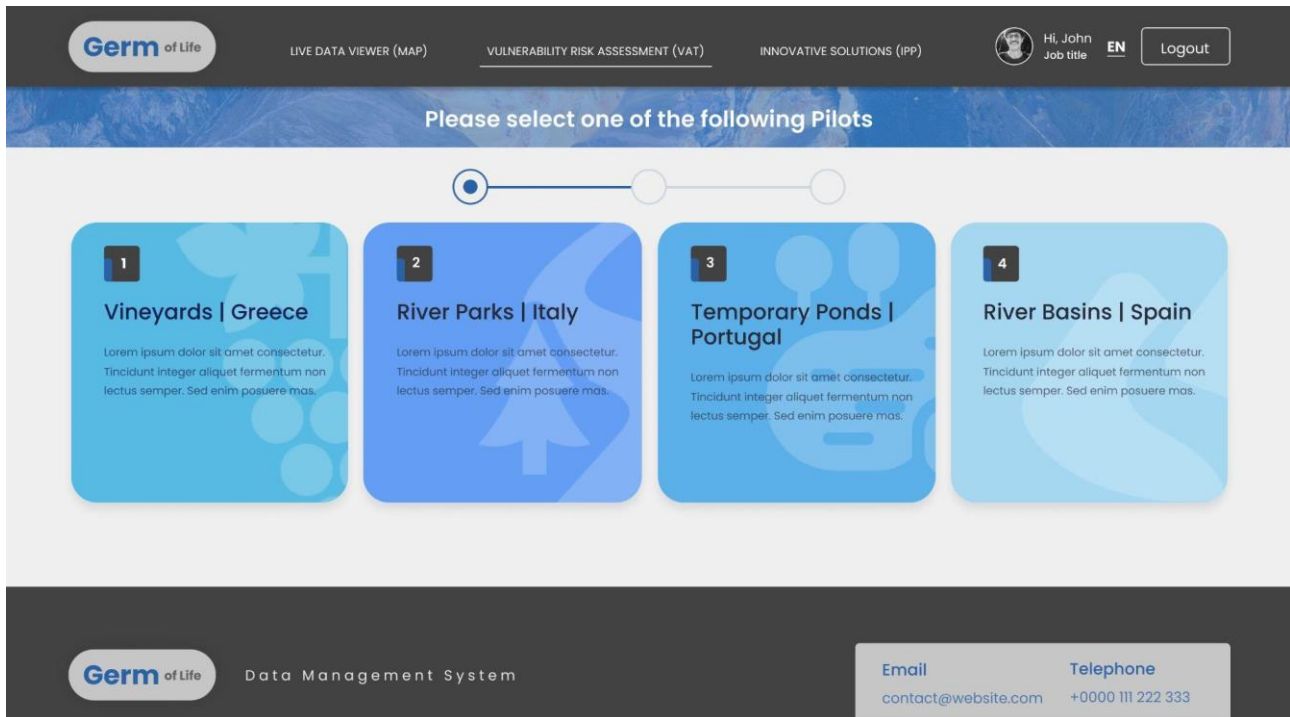 Germ of Life
LIVE DATA VIEWER (MAP)
VULNERABILITY RISK ASSESSMENT (VAT)
INNOVATIVE SOLUTIONS (IPP)
Hi, John
Job title
EN
Logout
Please select one of the following Pilots
1
Vineyards | Greece
Lorem ipsum dolor sit amet consectetur.
Tincidunt integer aliquet fermentum non
lectus semper. Sed enim posuere mas.
2
River Parks | Italy
Lorem ipsum dolor sit amet consectetur.
Tincidunt integer aliquet fermentum non
lectus semper. Sed enim posuere mas.
3
Temporary Ponds |
Portugal
Lorem ipsum dolor sit amet consectetur.
Tincidunt integer aliquet fermentum non
lectus semper. Sed enim posuere mas.
4
River Basins | Spain
Lorem ipsum dolor sit amet consectetur.
Tincidunt integer aliquet fermentum non
lectus semper. Sed enim posuere mas.
Germ of Life
Data Management System
Email
contact@website.com
Telephone
+0000 111 222 333